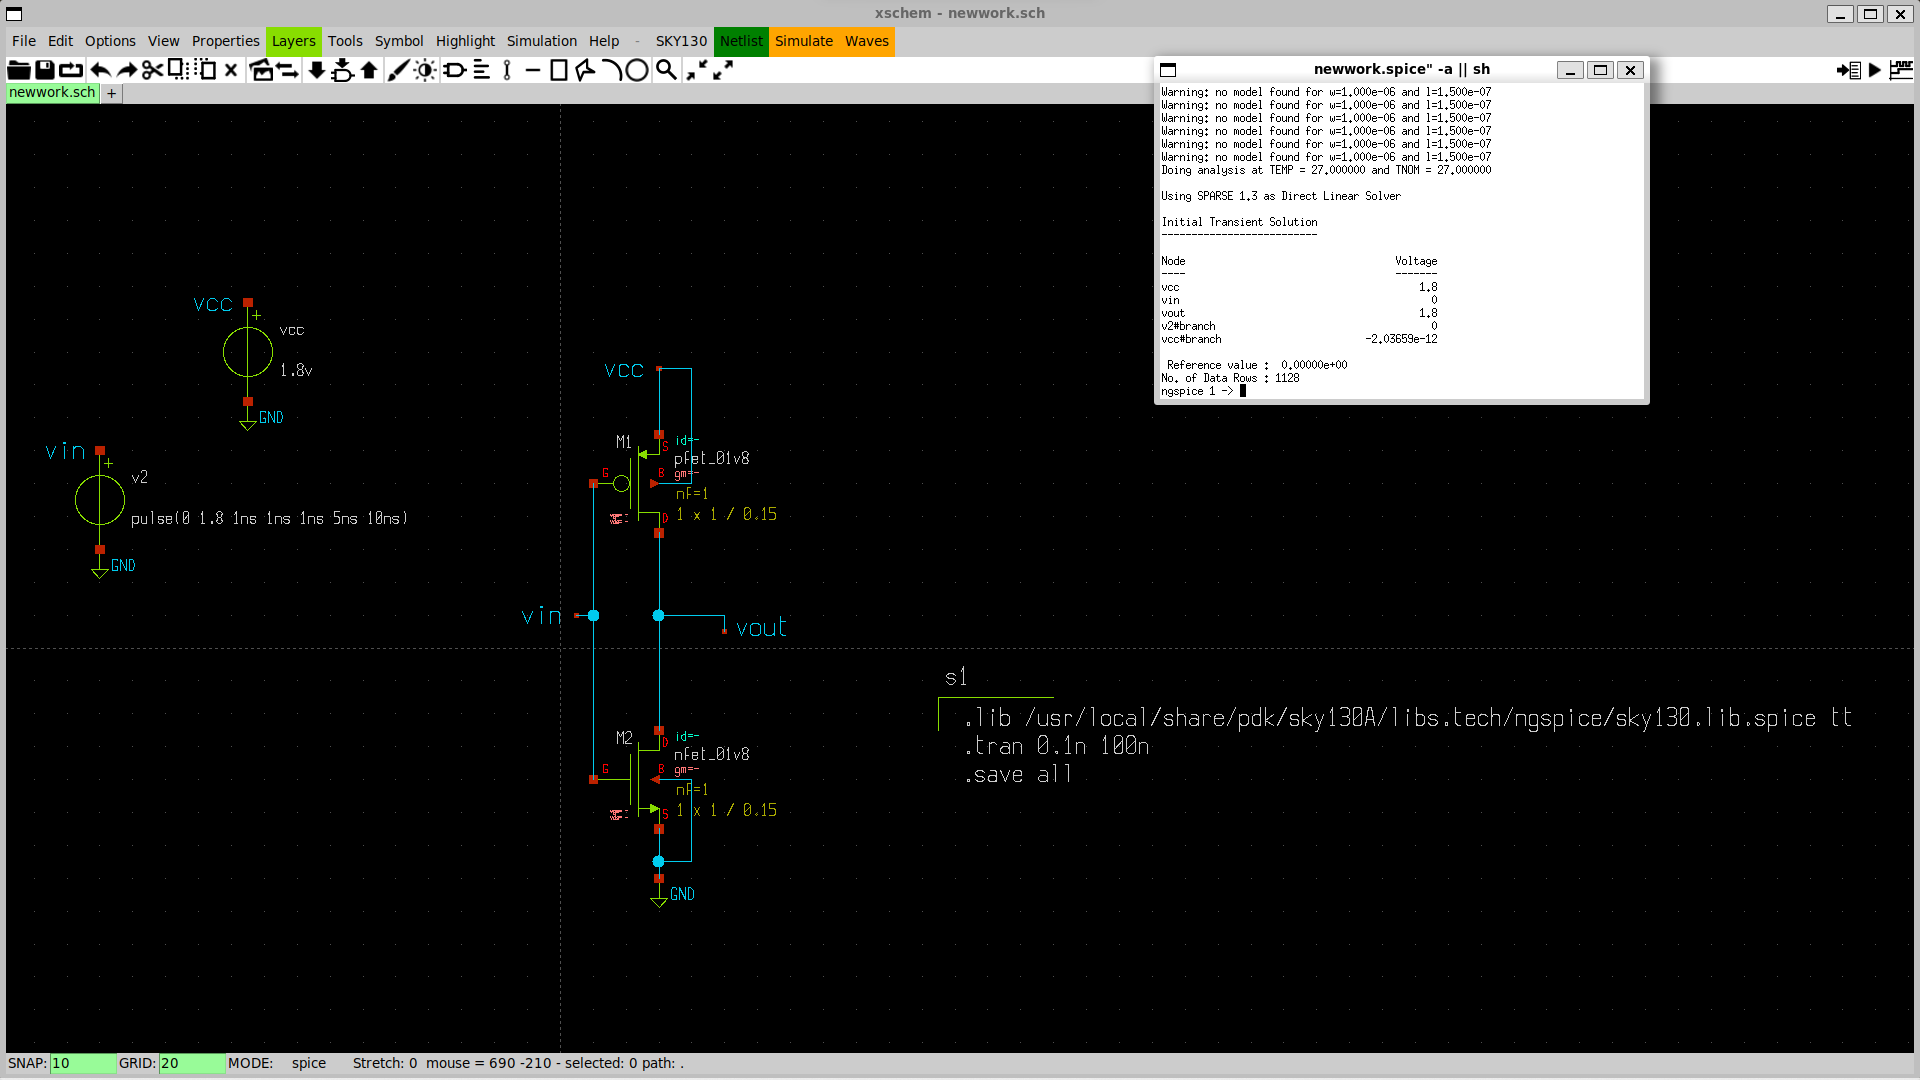 xschem - newwork.sch
File Edit Options View Properties Layers Tools Symbol Highlight Simulation Help - SKY130 Netlist Simulate Waves
newwork.sch +
newwork.spice" -a || sh
Warning: no model found for w=1.000e-06 and l=1.500e-07
Warning: no model found for w=1.000e-06 and l=1.500e-07
Warning: no model found for w=1.000e-06 and l=1.500e-07
Warning: no model found for w=1.000e-06 and l=1.500e-07
Warning: no model found for w=1.000e-06 and l=1.500e-07
Warning: no model found for w=1.000e-06 and l=1.500e-07
Doing analysis at TEMP = 27.000000 and TNOM = 27.000000
Using SPARSE 1.3 as Direct Linear Solver
Initial Transient Solution
--------------------------
Node Voltage
---- -------
vcc 1.8
vin 0
vout 1.8
v2#branch 0
vcc#branch -2.03659e-12
Reference value : 0.00000e+00
No. of Data Rows : 1128
ngspice 1 ->
vcc
+
vcc
1.8v
GND
vin
+
v2
pulse(0 1.8 1ns 1ns 1ns 5ns 10ns)
GND
vcc
M1
id=-
S
pfet_01v8
G
B
gm=-
nf=1
D
1 x 1 / 0.15
vin
vout
M2
id=-
D
nfet_01v8
G
B
gm=-
nf=1
S
1 x 1 / 0.15
GND
s1
.lib /usr/local/share/pdk/sky130A/libs.tech/ngspice/sky130.lib.spice tt
.tran 0.1n 100n
.save all
SNAP: 10 GRID: 20 MODE: spice Stretch: 0 mouse = 690 -210 - selected: 0 path: .